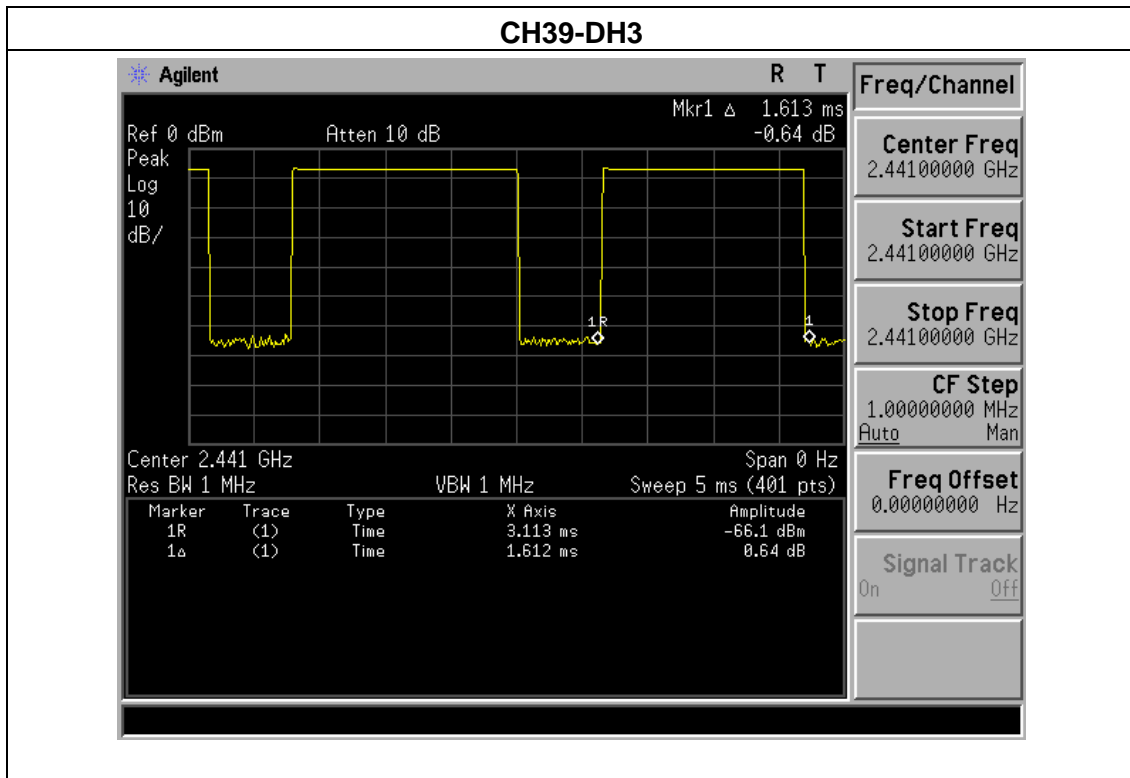 CH39-DH3
Agilent R T
Mkr1 Δ 1.613 ms
Ref 0 dBm Atten 10 dB -0.64 dB
Peak
Log
10
dB/
1R 1
Center 2.441 GHz Span 0 Hz
Res BW 1 MHz VBW 1 MHz Sweep 5 ms (401 pts)
Marker Trace Type X Axis Amplitude
1R (1) Time 3.113 ms -66.1 dBm
1Δ (1) Time 1.612 ms 0.64 dB
Freq/Channel
Center Freq
2.44100000 GHz
Start Freq
2.44100000 GHz
Stop Freq
2.44100000 GHz
CF Step
1.00000000 MHz
Auto Man
Freq Offset
0.00000000 Hz
Signal Track
On Off